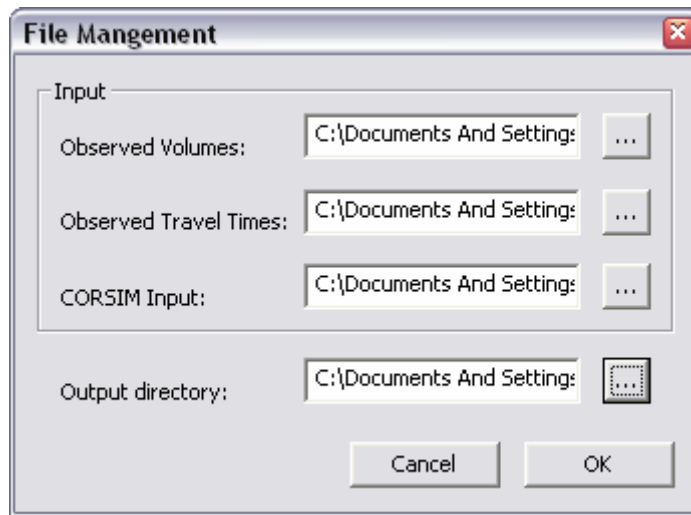 File Mangement
Input
Observed Volumes: C:\Documents And Settings ...
Observed Travel Times: C:\Documents And Settings ...
CORSIM Input: C:\Documents And Settings ...
Output directory: C:\Documents And Settings ...
Cancel OK